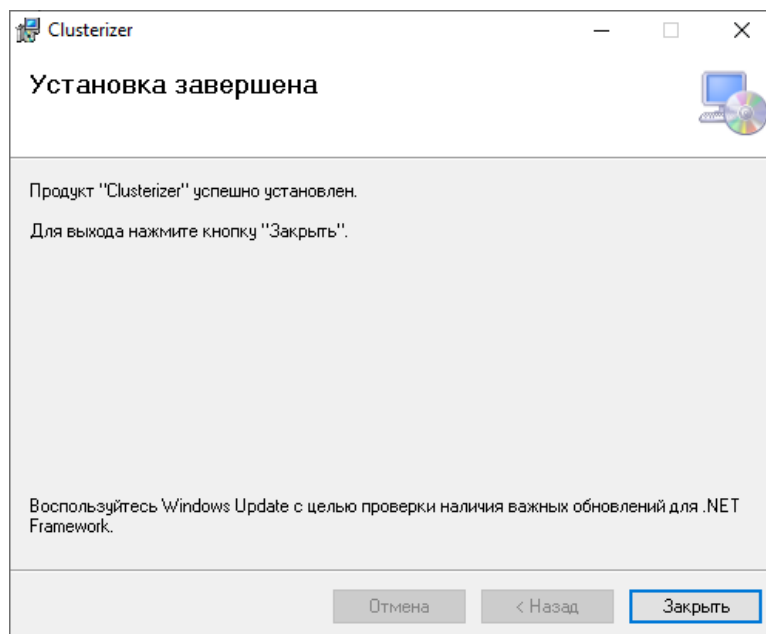 Clusterizer
Установка завершена
Продукт "Clusterizer" успешно установлен.
Для выхода нажмите кнопку "Закрыть".
Воспользуйтесь Windows Update с целью проверки наличия важных обновлений для .NET
Framework.
Отмена
< Назад
Закрыть